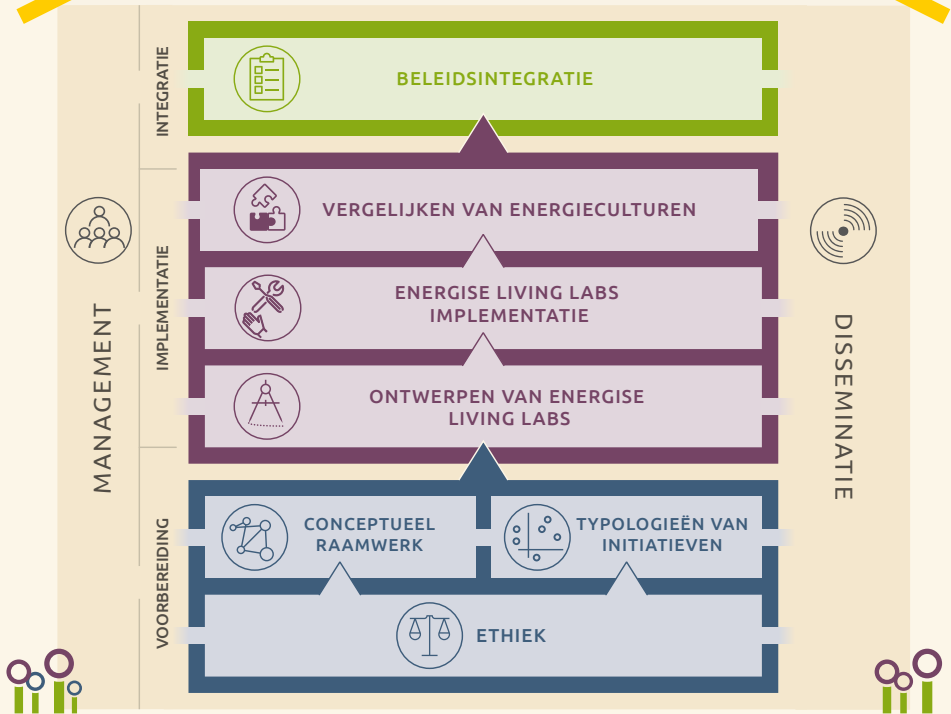 INTEGRATIE
BELEIDSINTEGRATIE
MANAGEMENT
IMPLEMENTATIE
VERGELIJKEN VAN ENERGIECULTUREN
ENERGISE LIVING LABS
IMPLEMENTATIE
ONTWERPEN VAN ENERGISE
LIVING LABS
DISSEMINATIE
VOORBEREIDING
CONCEPTUEEL
RAAMWERK
TYPOLOGIEËN VAN
INITIATIEVEN
ETHIEK